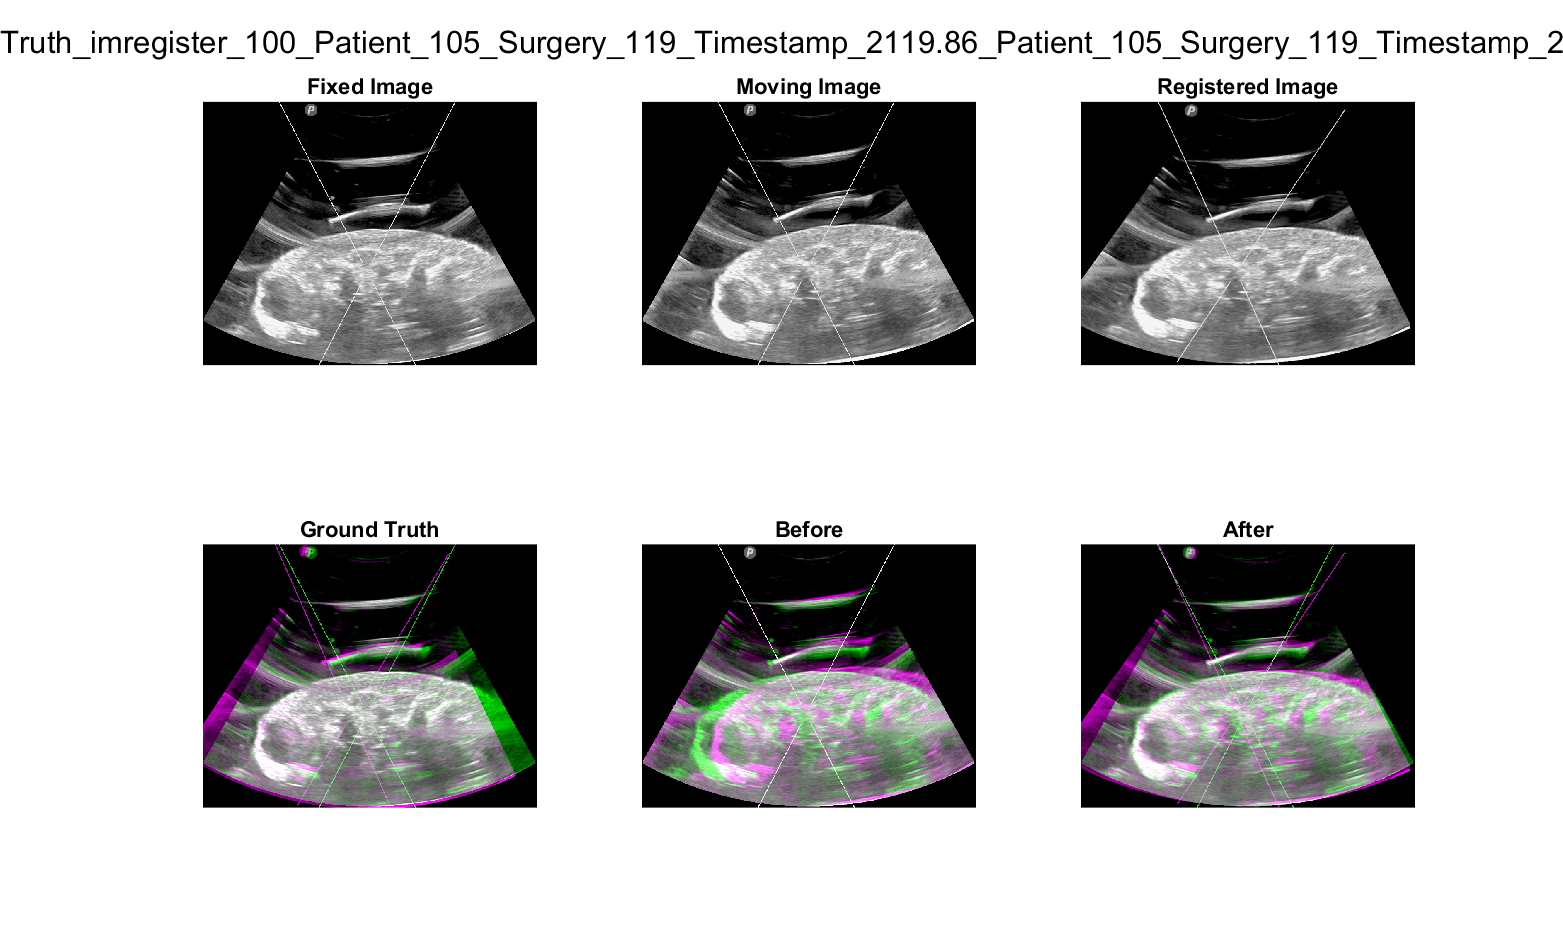 Truth_imregister_100_Patient_105_Surgery_119_Timestamp_2119.86_Patient_105_Surgery_119_Timestamp_2
Fixed Image
Moving Image
Registered Image
P
P
P
Ground Truth
Before
After
P
P